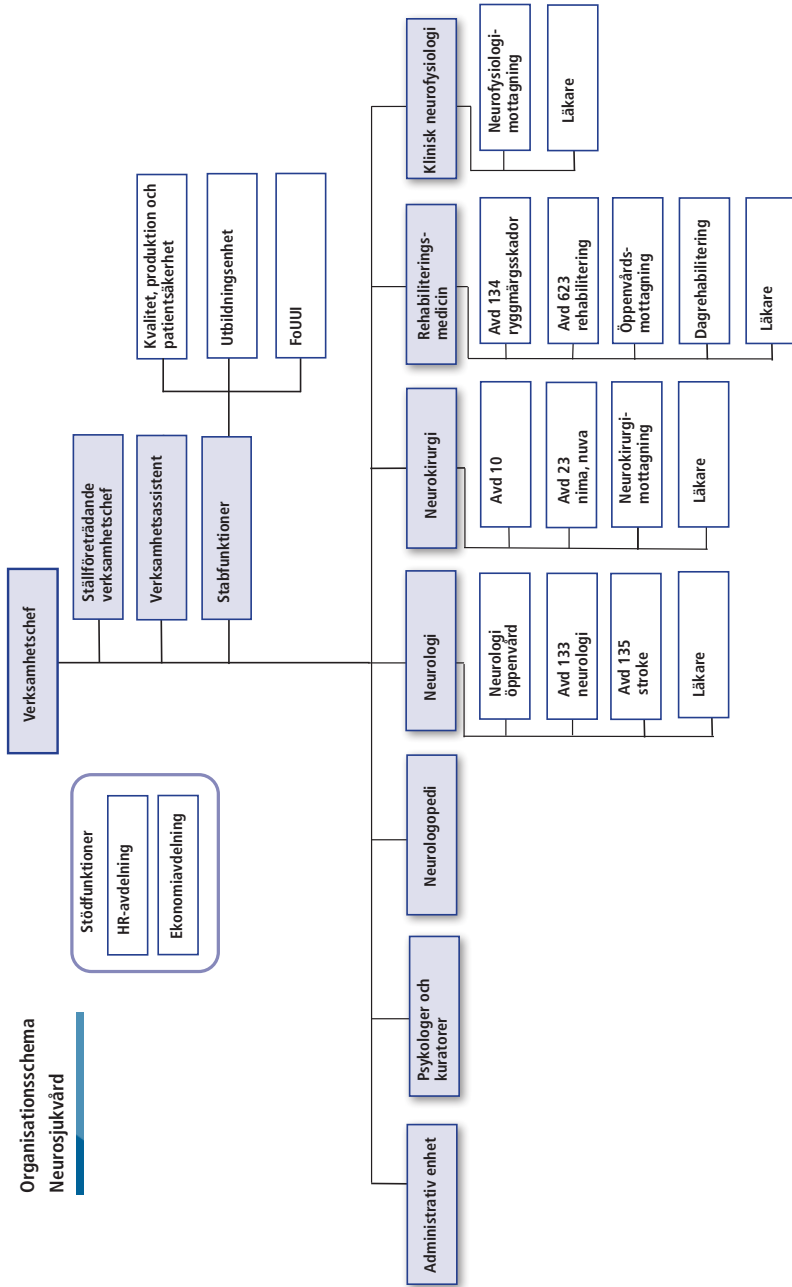 Organisationsschema
Neurosjukvård
Stödfunktioner
HR-avdelning
Ekonomiavdelning
Verksamhetschef
Ställföreträdande
verksamhetschef
Verksamhetsassistent
Stabfunktioner
Kvalitet, produktion och
patientsäkerhet
Utbildningsenhet
FoUUI
Administrativ enhet
Psykologer och
kuratorer
Neurologopedi
Neurologi
Neurologi
öppenvård
Avd 133
neurologi
Avd 135
stroke
Läkare
Neurokirurgi
Avd 10
Avd 23
nima, nuva
Neurokirurgi-
mottagning
Läkare
Rehabiliterings-
medicin
Avd 134
ryggmärgsskador
Avd 623
rehabilitering
Öppenvårds-
mottagning
Dagrehabilitering
Läkare
Klinisk neurofysiologi
Neurofysiologi-
mottagning
Läkare